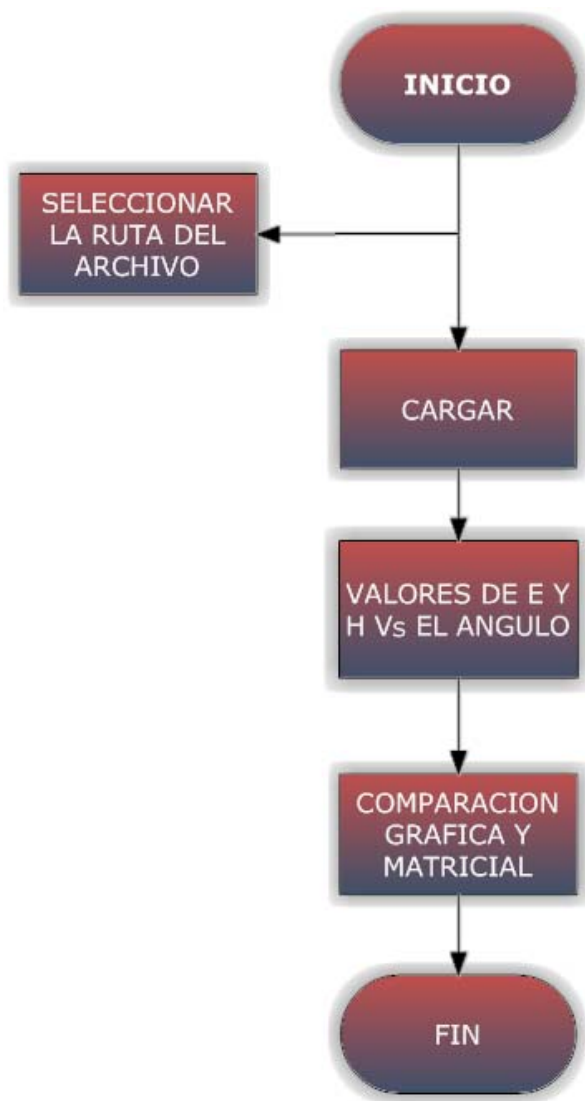 INICIO
SELECCIONAR
LA RUTA DEL
ARCHIVO
CARGAR
VALORES DE E Y
H Vs EL ANGULO
COMPARACION
GRAFICA Y
MATRICIAL
FIN